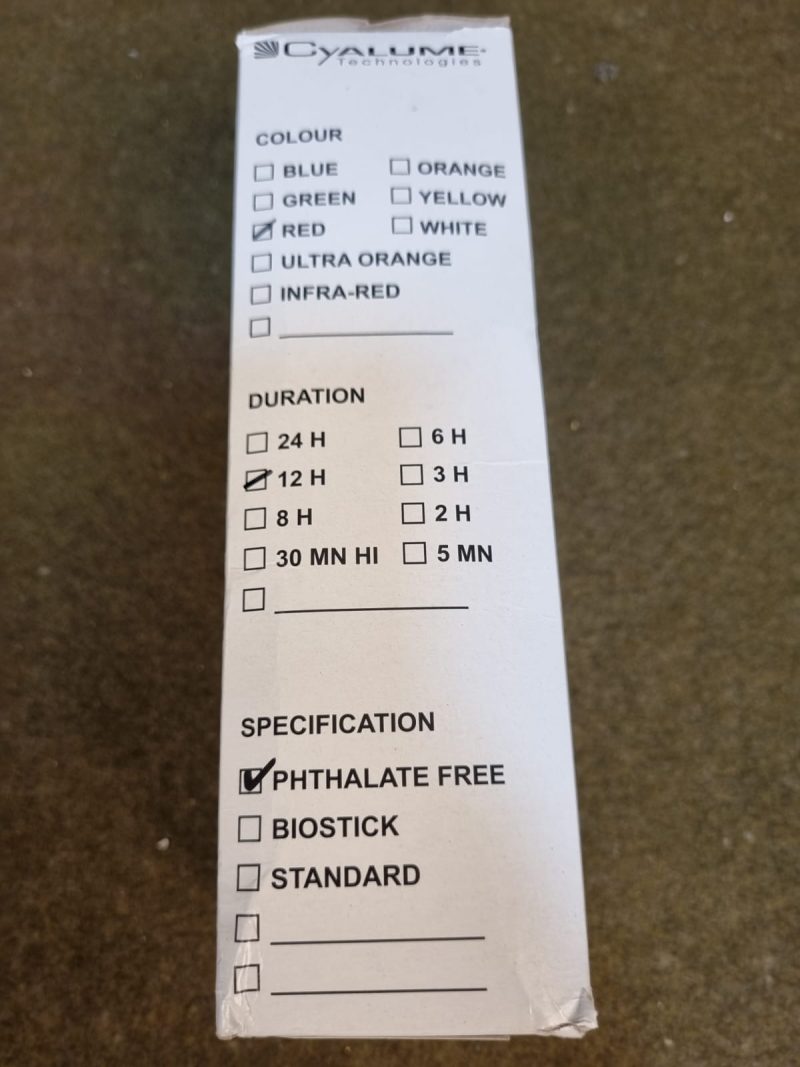 CYALUME
Technologies
COLOUR
BLUE ORANGE
GREEN YELLOW
RED WHITE
ULTRA ORANGE
INFRA-RED
DURATION
24 H 6 H
12 H 3 H
8 H 2 H
30 MN HI 5 MN
SPECIFICATION
PHTHALATE FREE
BIOSTICK
STANDARD